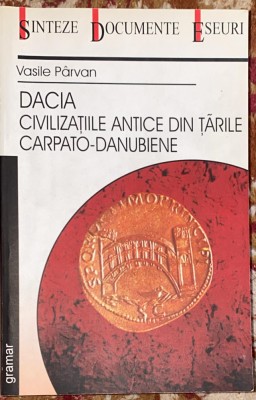 SINTEZE DOCUMENTE ESEURI
Vasile Pârvan
DACIA
CIVILIZAȚIILE ANTICE DIN ȚĂRILE
CARPATO-DANUBIENE
gramar